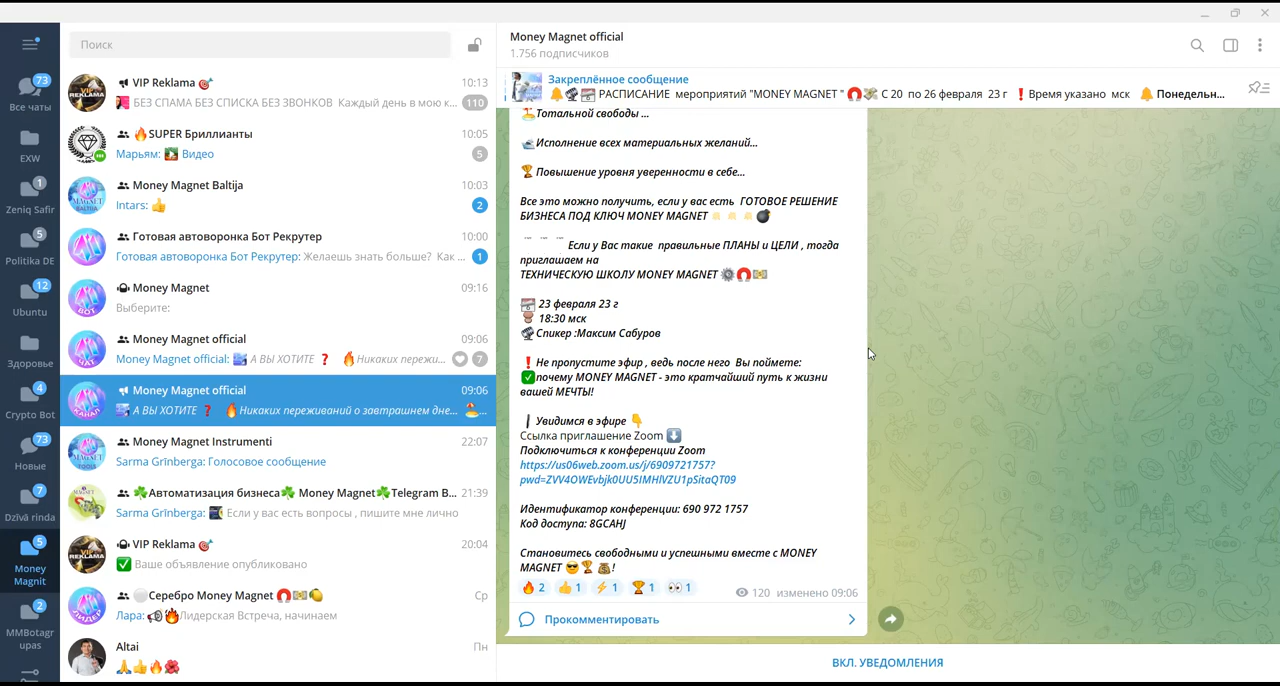 73
Все чаты
EXW
1
Zeniq Safir
5
Politika DE
12
Ubuntu
Здоровье
4
Crypto Bot
73
Новые
7
Dzīvā rinda
5
Money
Magnit
2
MMBotagr
upas
Поиск
VIP Reklama 🎯 10:13
БЕЗ СПАМА БЕЗ СПИСКА БЕЗ ЗВОНКОВ Каждый день в мою к... 110
🔥SUPER Бриллианты 10:05
Марьям: Видео 5
Money Magnet Baltija 10:03
Intars: 👍 2
Готовая автоворонка Бот Рекрутер 10:00
Готовая автоворонка Бот Рекрутер: Желаешь знать больше? Как ... 1
Money Magnet 09:16
Выберите:
Money Magnet official 09:06
Money Magnet official: А ВЫ ХОТИТЕ ❓ 🔥Никаких пережи... 7
Money Magnet official 09:06
А ВЫ ХОТИТЕ ❓ 🔥Никаких переживаний о завтрашнем дне...
Money Magnet Instrumenti 22:07
Sarma Grīnberga: Голосовое сообщение
🍀Автоматизация бизнеса🍀 Money Magnet🍀Telegram B... 21:39
Sarma Grīnberga: Если у вас есть вопросы , пишите мне лично
VIP Reklama 🎯 20:04
✅ Ваше объявление опубликовано
Серебро Money Magnet 🧲💵🍋 Ср
Лара: 📢🔥Лидерская Встреча, начинаем
Altai Пн
🙏👍🔥🌺
Money Magnet official
1.756 подписчиков
Закреплённое сообщение
🔔 РАСПИСАНИЕ мероприятий "MONEY MAGNET " 🧲💸 С 20 по 26 февраля 23 г ❗Время указано мск 🔔 Понедельн...
🏝Тотальной свободы ...
Исполнение всех материальных желаний...
🏆Повышение уровня уверенности в себе...
Все это можно получить, если у вас есть ГОТОВОЕ РЕШЕНИЕ
БИЗНЕСА ПОД КЛЮЧ MONEY MAGNET 💣
Если у Вас такие правильные ПЛАНЫ и ЦЕЛИ , тогда
приглашаем на
ТЕХНИЧЕСКУЮ ШКОЛУ MONEY MAGNET ⚙🧲💵
23 февраля 23 г
18:30 мск
Спикер :Максим Сабуров
❗Не пропустите эфир , ведь после него Вы поймете:
✅почему MONEY MAGNET - это кратчайший путь к жизни
вашей МЕЧТЫ!
Увидимся в эфире 👇
Ссылка приглашение Zoom ⬇
Подключиться к конференции Zoom
https://us06web.zoom.us/j/6909721757?
pwd=ZVV4OWEvbjk0UU5IMHlVZU1pSitaQT09
Идентификатор конференции: 690 972 1757
Код доступа: 8GCAHJ
Становитесь свободными и успешными вместе с MONEY
MAGNET 😎🏆💰!
🔥 2 👍 1 ⚡ 1 🏆 1 👀 1 120 изменено 09:06
Прокомментировать
ВКЛ. УВЕДОМЛЕНИЯ